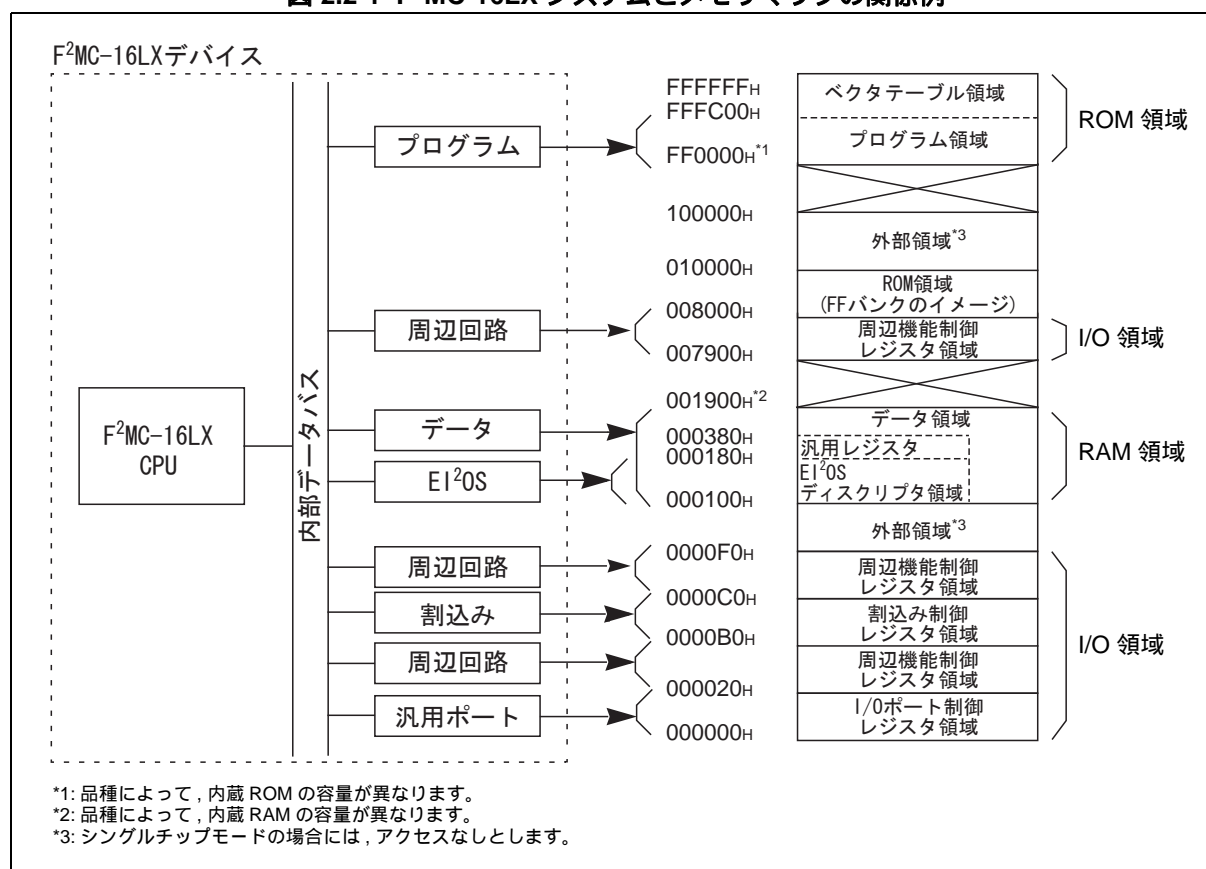 F²MC-16LXデバイス
プログラム
周辺回路
データ
EI²OS
周辺回路
割込み
周辺回路
汎用ポート
F²MC-16LX
CPU
内部データバス
FFFFFFH
FFFC00H
FF0000H*1
100000H
010000H
008000H
007900H
001900H*2
000380H
000180H
000100H
0000F0H
0000C0H
0000B0H
000020H
000000H
ベクタテーブル領域
プログラム領域
外部領域*3
ROM領域
(FFバンクのイメージ)
周辺機能制御
レジスタ領域
データ領域
汎用レジスタ
EI²OS
ディスクリプタ領域
外部領域*3
周辺機能制御
レジスタ領域
割込み制御
レジスタ領域
周辺機能制御
レジスタ領域
I/Oポート制御
レジスタ領域
ROM 領域
I/O 領域
RAM 領域
I/O 領域
*1: 品種によって , 内蔵 ROM の容量が異なります。
*2: 品種によって , 内蔵 RAM の容量が異なります。
*3: シングルチップモードの場合には , アクセスなしとします。